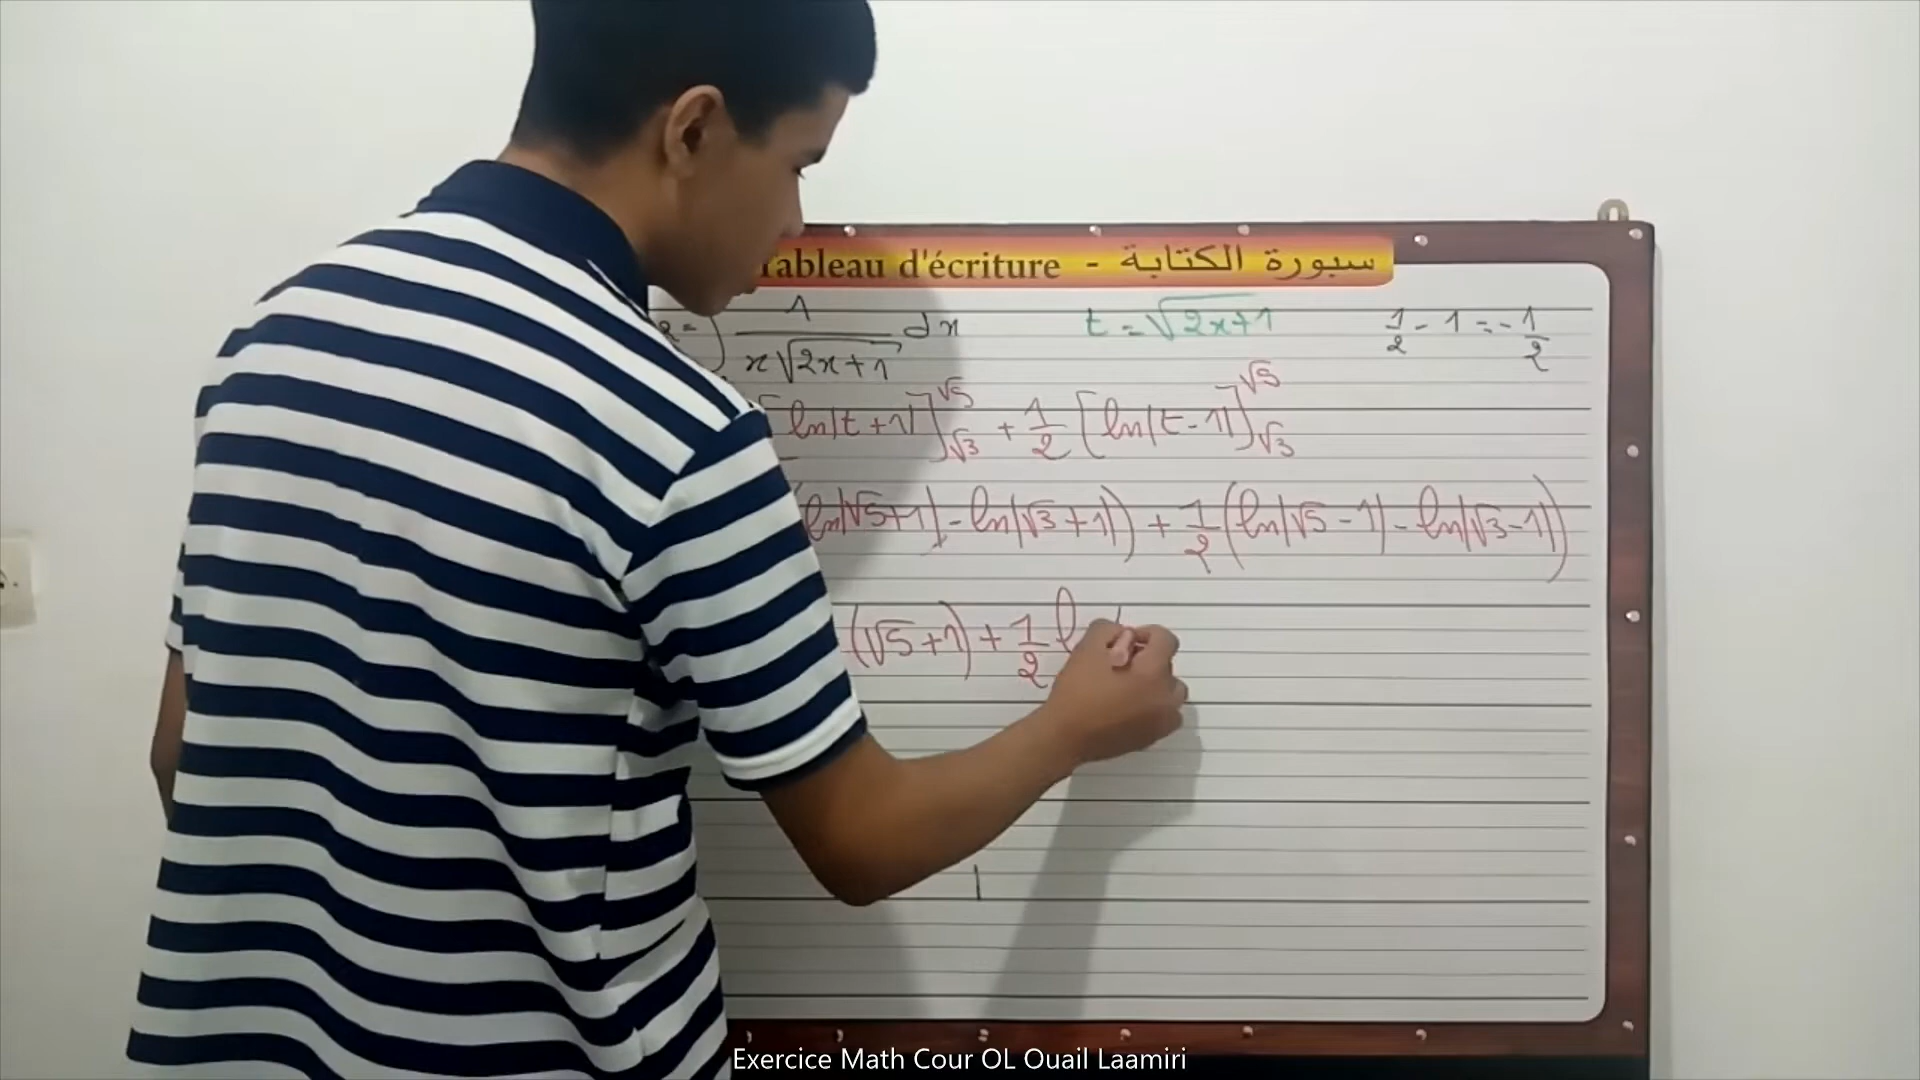 Tableau d'écriture - سبورة الكتابة
2 = ∫ 1/(x√2x+1) dx    t = √2x+1    1/2 - 1 = -1/2
[ln|t+1|]_√3^√5 + 1/2 [ln|t-1|]_√3^√5
(ln|√5+1| - ln|√3+1|) + 1/2 (ln|√5-1| - ln|√3-1|)
(√5+1) + 1/2 l
Exercice Math Cour OL Ouail Laamiri